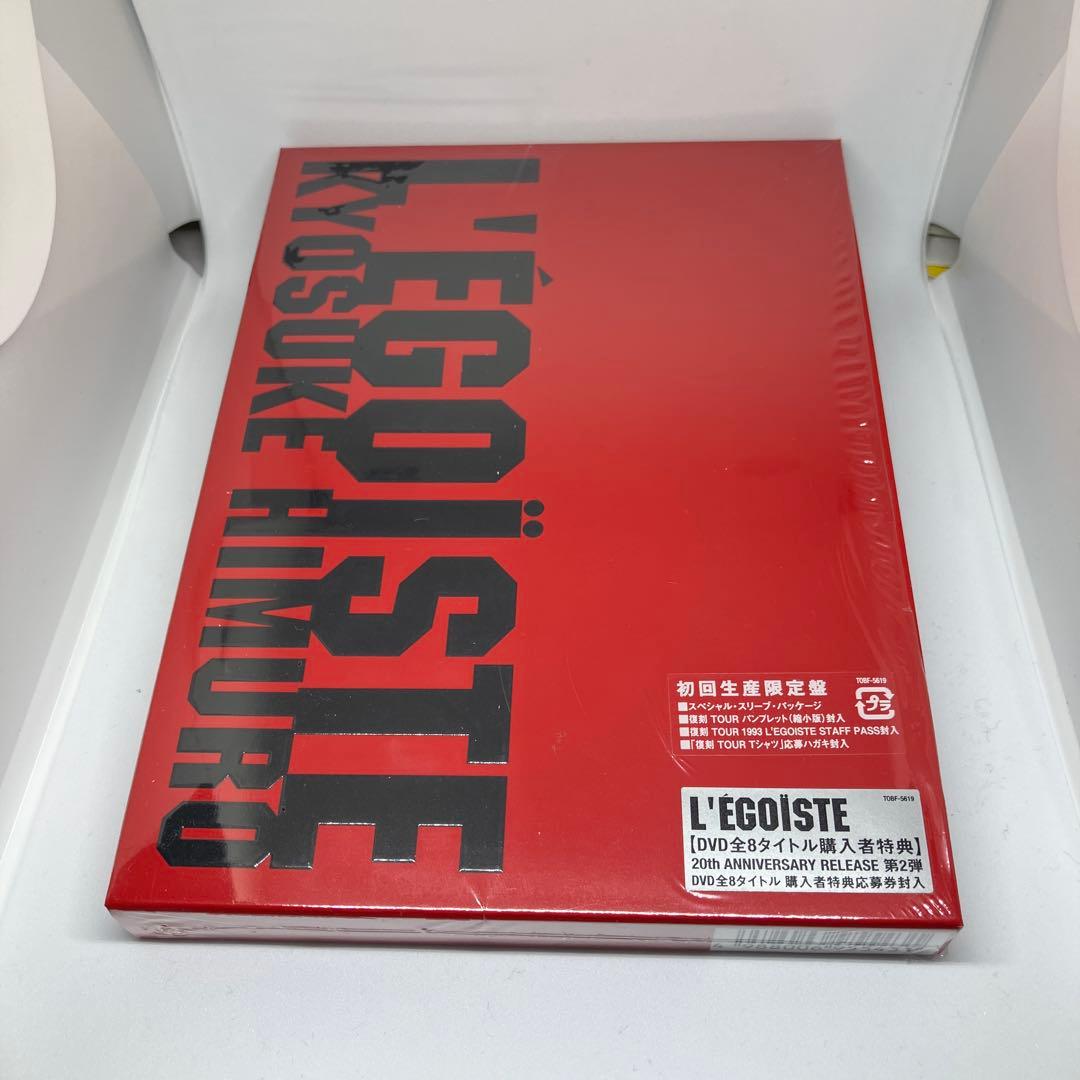 L'ÉGOÏSTE
KYOSUKE HIMURO
初回生産限定盤
TOBF-5619
プラ
■スペシャル・スリーブ・パッケージ
■復刻 TOUR パンフレット(縮小版)封入
■復刻 TOUR 1993 L'EGOISTE STAFF PASS封入
■「復刻 TOUR Tシャツ」応募ハガキ封入
L'ÉGOÏSTE
TOBF-5619
【DVD全8タイトル購入者特典】
20th ANNIVERSARY RELEASE 第2弾
DVD全8タイトル 購入者特典応募券封入